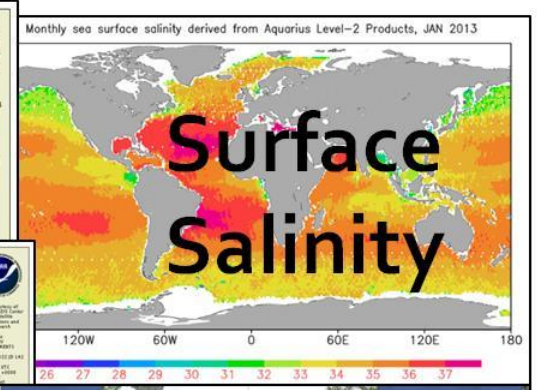 Monthly sea surface salinity derived from Aquarius Level-2 Products, JAN 2013
Surface
Salinity
120W 60W 0 60E 120E 180
26 27 28 29 30 31 32 33 34 35 36 37